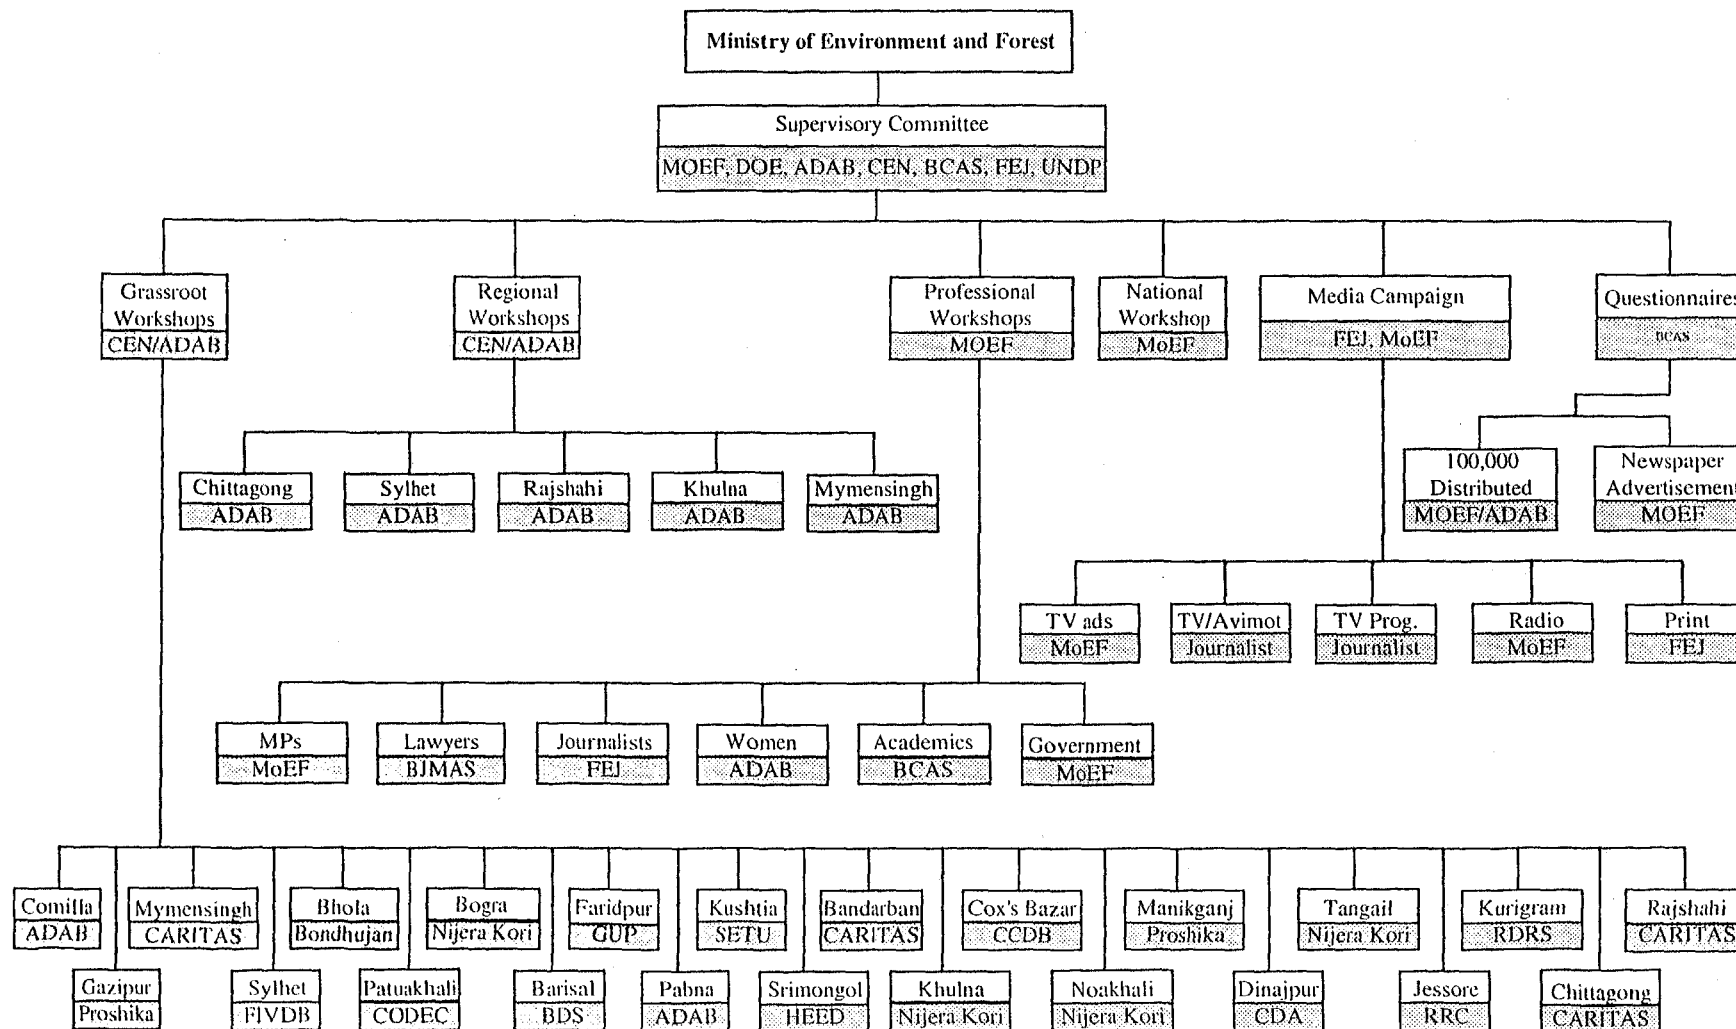 Ministry of Environment and Forest
Supervisory Committee
MOEF, DOE, ADAB, CEN, BCAS, FEJ, UNDP
Grassroot
Workshops
CEN/ADAB
Regional
Workshops
CEN/ADAB
Professional
Workshops
MOEF
National
Workshop
MoEF
Media Campaign
FEJ, MoEF
Questionnaires
BCAS
Chittagong
ADAB
Sylhet
ADAB
Rajshahi
ADAB
Khulna
ADAB
Mymensingh
ADAB
100,000
Distributed
MOEF/ADAB
Newspaper
Advertisement
MOEF
TV ads
MoEF
TV/Avimot
Journalist
TV Prog.
Journalist
Radio
MoEF
Print
FEJ
MPs
MoEF
Lawyers
BJMAS
Journalists
FEJ
Women
ADAB
Academics
BCAS
Government
MoEF
Comilla
ADAB
Mymensingh
CARITAS
Bhola
Bondhujan
Bogra
Nijera Kori
Faridpur
GUP
Kushtia
SETU
Bandarban
CARITAS
Cox's Bazar
CCDB
Manikganj
Proshika
Tangail
Nijera Kori
Kurigram
RDRS
Rajshahi
CARITAS
Gazipur
Proshika
Sylhet
FIVDB
Patuakhali
CODEC
Barisal
BDS
Pabna
ADAB
Srimongol
HEED
Khulna
Nijera Kori
Noakhali
Nijera Kori
Dinajpur
CDA
Jessore
RRC
Chittagong
CARITAS